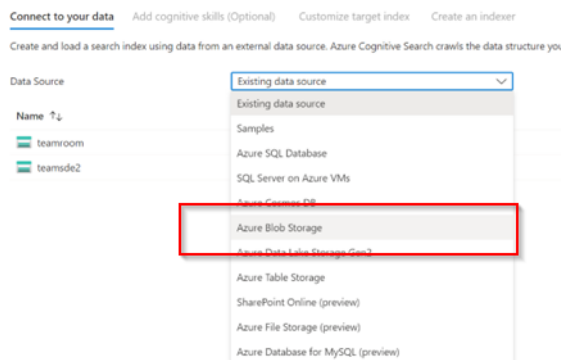 Connect to your data Add cognitive skills (Optional) Customize target index Create an indexer
Create and load a search index using data from an external data source. Azure Cognitive Search crawls the data structure you
Data Source Existing data source
Existing data source
Name ↑↓
Samples
teamroom
Azure SQL Database
teamsde2
SQL Server on Azure VMs
Azure Cosmos DB
Azure Blob Storage
Azure Data Lake Storage Gen2
Azure Table Storage
SharePoint Online (preview)
Azure File Storage (preview)
Azure Database for MySQL (preview)